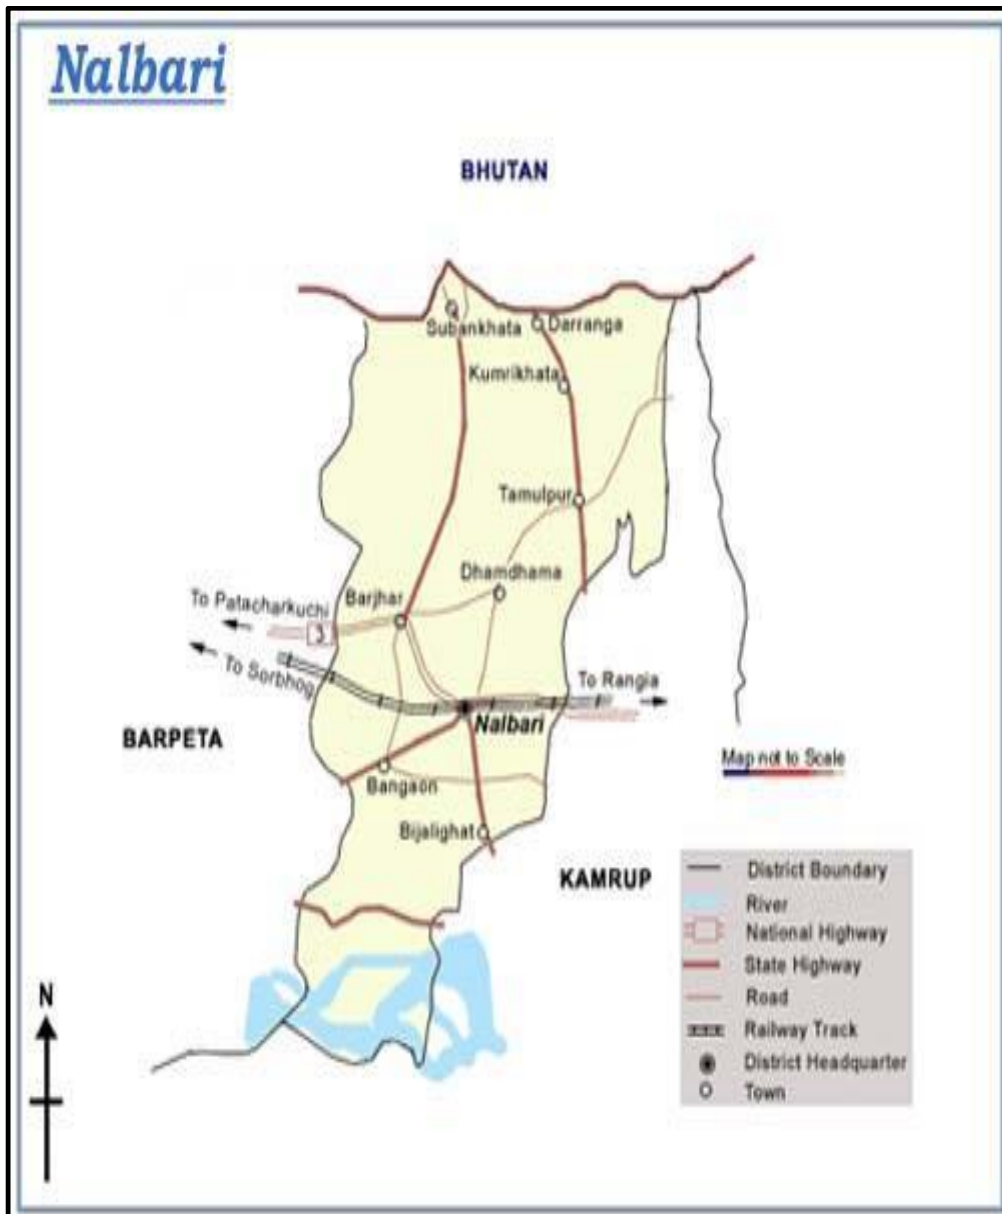 Nalbari
BHUTAN
Subankhata
Darranga
Kumrikhata
Tamulpur
Dhamdhama
Barjhar
To Patacharkuchi
3
To Sorbhog
To Rangia
Nalbari
BARPETA
Map not to Scale
Bangaon
Bijalighat
KAMRUP
District Boundary
River
National Highway
State Highway
Road
Railway Track
District Headquarter
Town
N